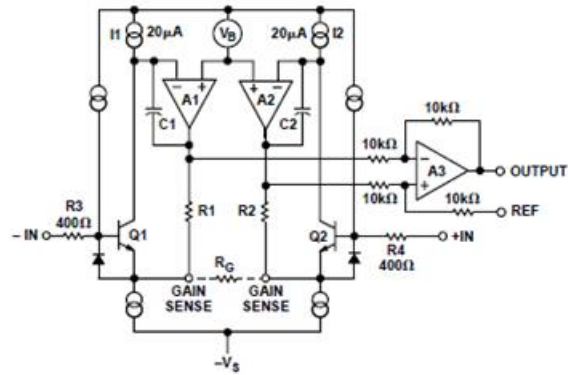 I1 20µA VB 20µA I2
A1 A2
C1 C2
10kΩ
10kΩ
A3 OUTPUT
10kΩ 10kΩ
REF
R3
400Ω
R1 R2
– IN Q1 Q2 +IN
R4
400Ω
RG
GAIN
SENSE
GAIN
SENSE
–VS